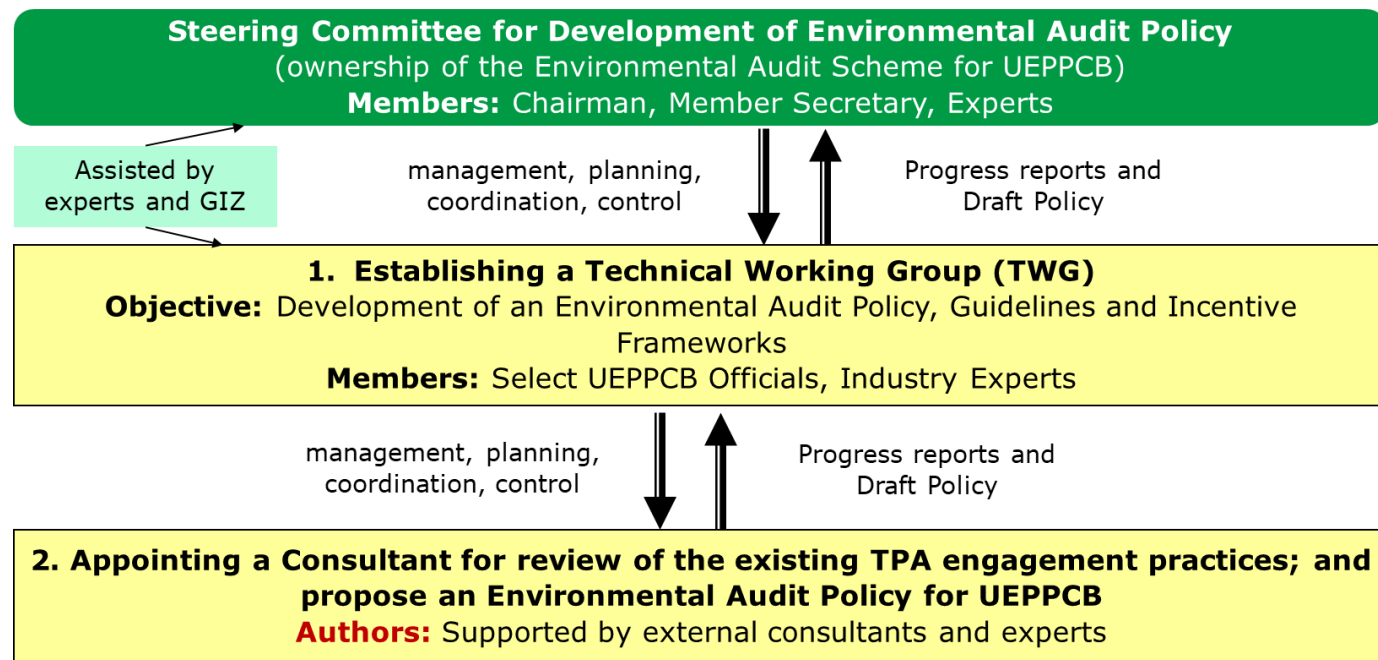 Steering Committee for Development of Environmental Audit Policy
(ownership of the Environmental Audit Scheme for UEPPCB)
Members: Chairman, Member Secretary, Experts
Assisted by
experts and GIZ
management, planning,
coordination, control
Progress reports and
Draft Policy
1. Establishing a Technical Working Group (TWG)
Objective: Development of an Environmental Audit Policy, Guidelines and Incentive
Frameworks
Members: Select UEPPCB Officials, Industry Experts
management, planning,
coordination, control
Progress reports and
Draft Policy
2. Appointing a Consultant for review of the existing TPA engagement practices; and
propose an Environmental Audit Policy for UEPPCB
Authors: Supported by external consultants and experts